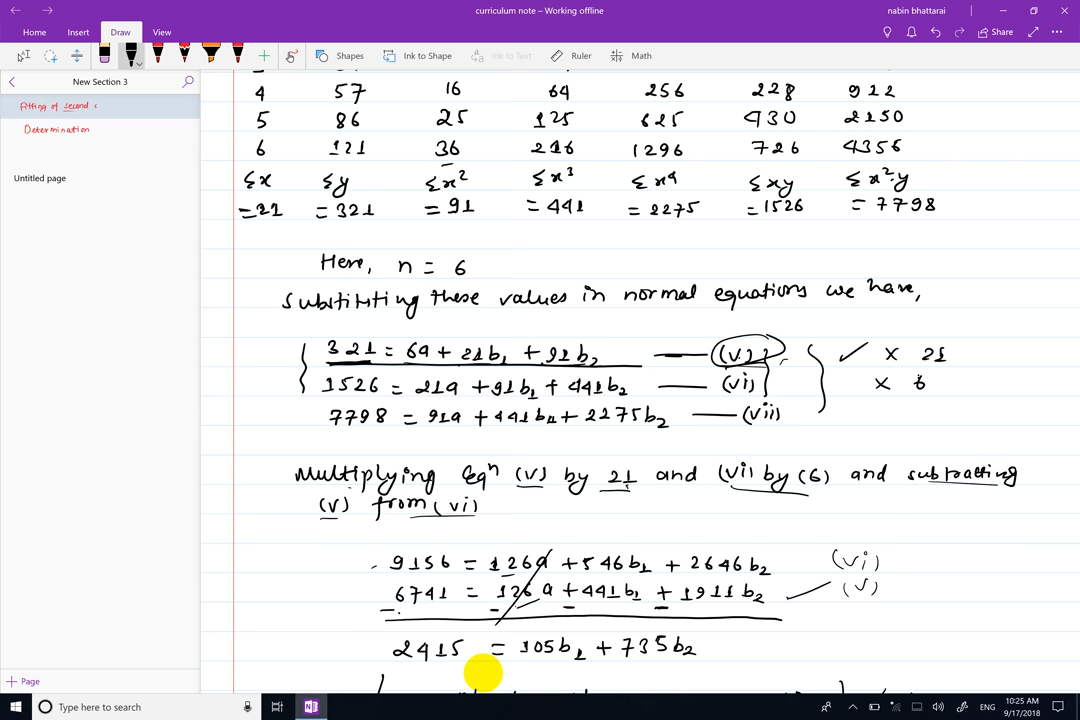 curriculum note – Working offline
nabin bhattarai
Home Insert Draw View
Share
Shapes Ink to Shape Ink to Text Ruler Math
New Section 3
Fitting of second
Determination
Untitled page
4 57 16 64 256 228 912
5 86 25 125 625 430 2150
6 121 36 216 1296 726 4356
Σx Σy Σx² Σx³ Σx⁴ Σxy Σx²·y
=21 =321 =91 =441 =2275 =1526 =7798
Here, n = 6
Substituting these values in normal equations we have,
321 = 6a + 21b₁ + 91b₂ — (v) ✓ × 21
1526 = 21a + 91b₁ + 441b₂ — (vi) × 6
7798 = 91a + 441b₁ + 2275b₂ — (vii)
Multiplying Eqⁿ (v) by 21 and (vi) by (6) and subtracting
(v) from (vi)
9156 = 126a + 546b₁ + 2646b₂ (vi)
6741 = 126a + 441b₁ + 1911b₂ (v)
2415 = 105b₁ + 735b₂
+ Page
Type here to search
ENG
10:25 AM
9/17/2018